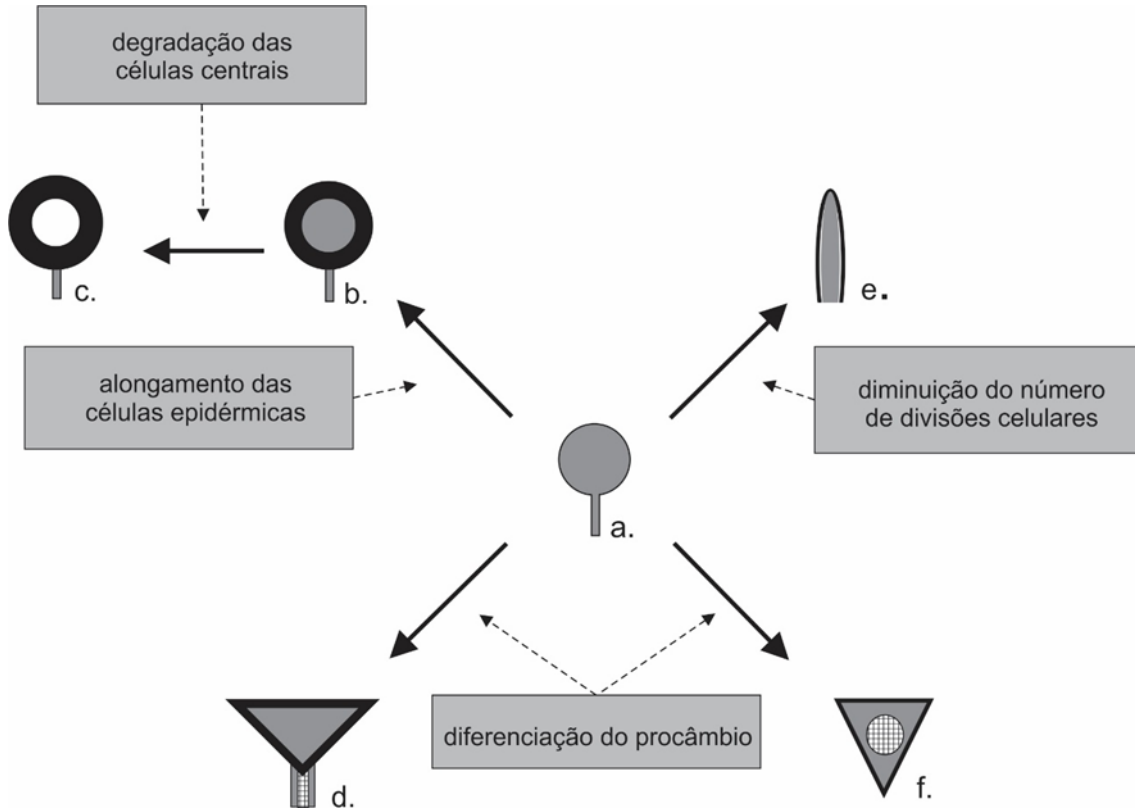 degradação das
células centrais
c.
b.
e.
alongamento das
células epidérmicas
diminuição do número
de divisões celulares
a.
diferenciação do procâmbio
d.
f.